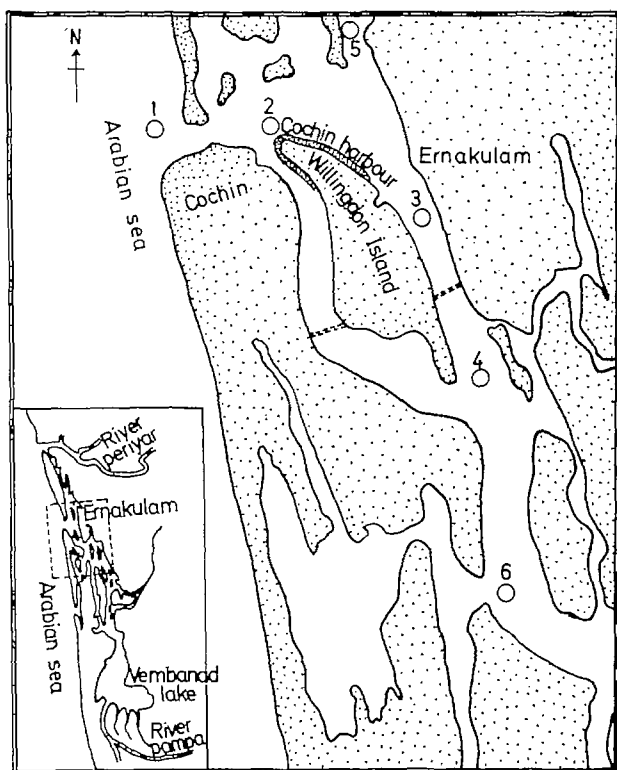 N
5
1
2
Cochin harbour
Ernakulam
Arabian sea
Cochin
Willingdon Island
3
4
River
periyar
Ernakulam
Arabian sea
6
Vembanad
lake
River
pampa